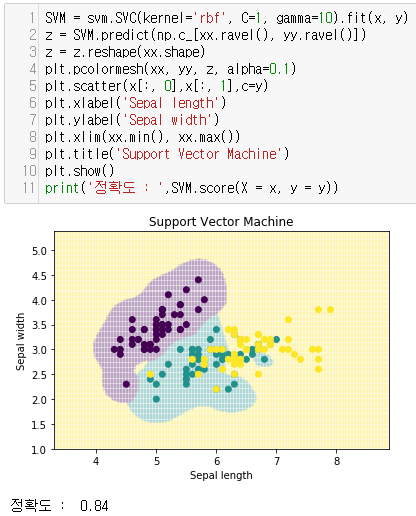 1 SVM = svm.SVC(kernel='rbf', C=1, gamma=10).fit(x, y)
2 z = SVM.predict(np.c_[xx.ravel(), yy.ravel()])
3 z = z.reshape(xx.shape)
4 plt.pcolormesh(xx, yy, z, alpha=0.1)
5 plt.scatter(x[:, 0],x[:, 1],c=y)
6 plt.xlabel('Sepal length')
7 plt.ylabel('Sepal width')
8 plt.xlim(xx.min(), xx.max())
9 plt.title('Support Vector Machine')
10 plt.show()
11 print('정확도 : ',SVM.score(X = x, y = y))
Support Vector Machine
Sepal width
5.0
4.5
4.0
3.5
3.0
2.5
2.0
1.5
1.0
4 5 6 7 8
Sepal length
정확도 :  0.84